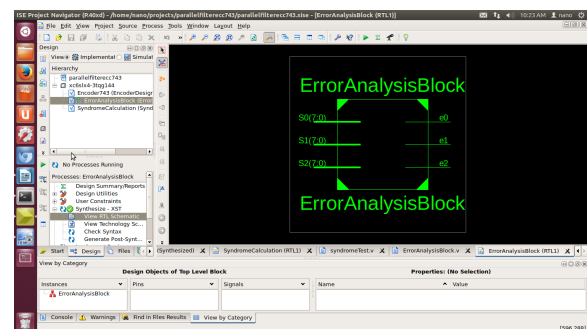 ISE Project Navigator (P.40xd) - /home/nano/projects/parallelfilterecc743/parallelfilterecc743.xise - [ErrorAnalysisBlock (RTL1)]
10:23 AM nano
File Edit View Project Source Process Tools Window Layout Help
Design
View: Implementation Simulat
Hierarchy
parallelfilterecc743
xc6slx4-3tqg144
Encoder743 (EncoderDesign
ErrorAnalysisBlock (Error
SyndromeCalculation (Synd
No Processes Running
Processes: ErrorAnalysisBlock
Design Summary/Reports
Design Utilities
User Constraints
Synthesize - XST
View RTL Schematic
View Technology Sc...
Check Syntax
Generate Post-Synt...
ErrorAnalysisBlock
S0(7:0) e0
S1(7:0) e1
S2(7:0) e2
ErrorAnalysisBlock
Start Design Files (Synthesized) SyndromeCalculation (RTL1) syndromeTest.v ErrorAnalysisBlock.v ErrorAnalysisBlock (RTL1)
View by Category
Design Objects of Top Level Block Properties: (No Selection)
Instances Pins Signals Name Value
ErrorAnalysisBlock
Console Warnings Find in Files Results View by Category
[596,280]